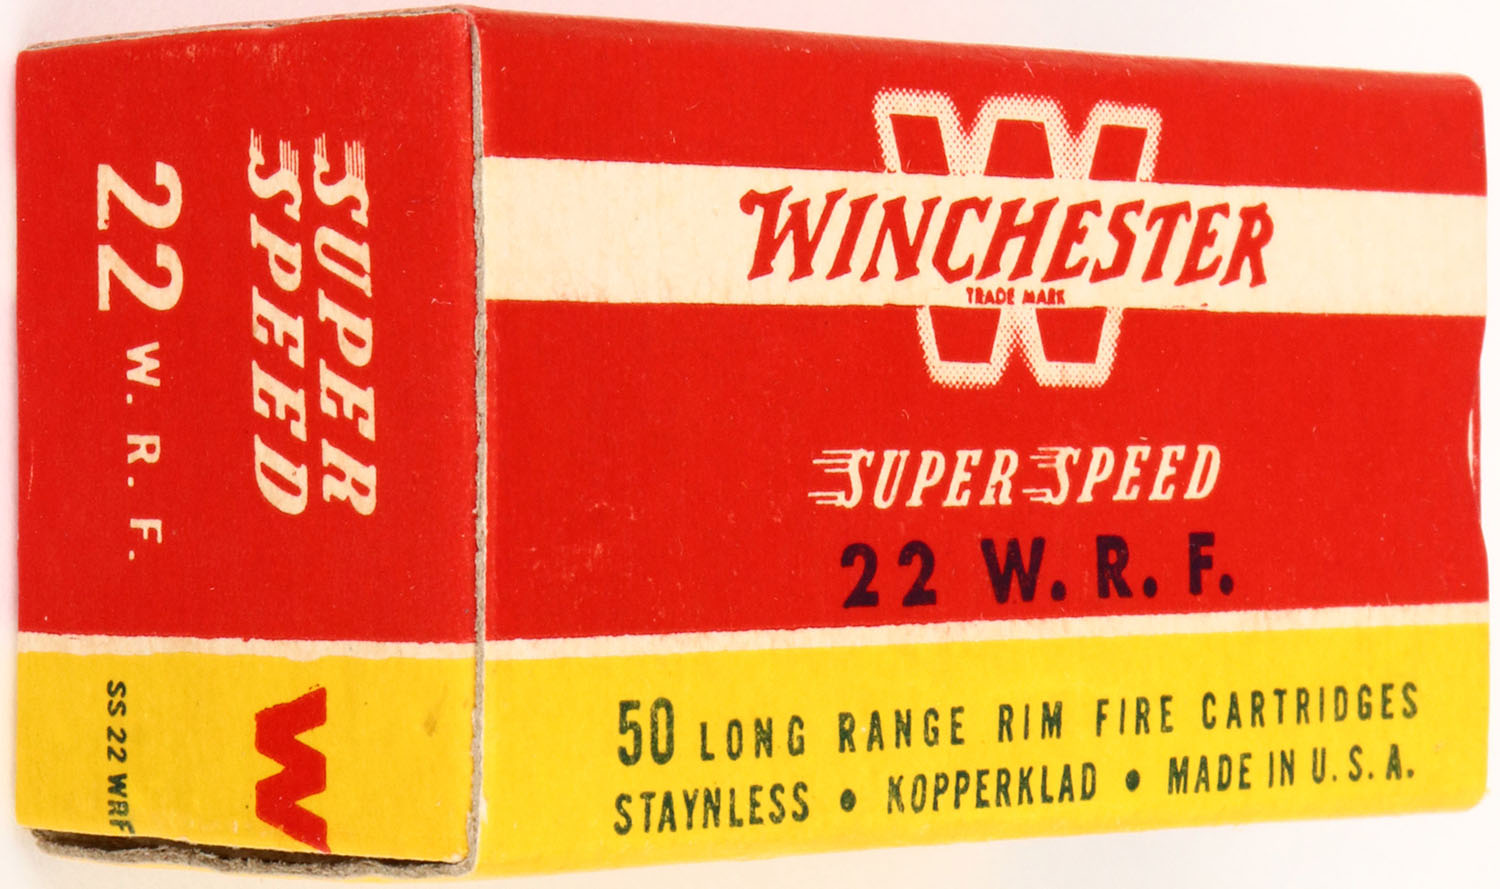 W
WINCHESTER
TRADE MARK
SUPER SPEED
22 W. R. F.
50 LONG RANGE RIM FIRE CARTRIDGES
STAYNLESS • KOPPERKLAD • MADE IN U. S. A.
SUPER
SPEED
22 W. R. F.
W
SS 22 WRF